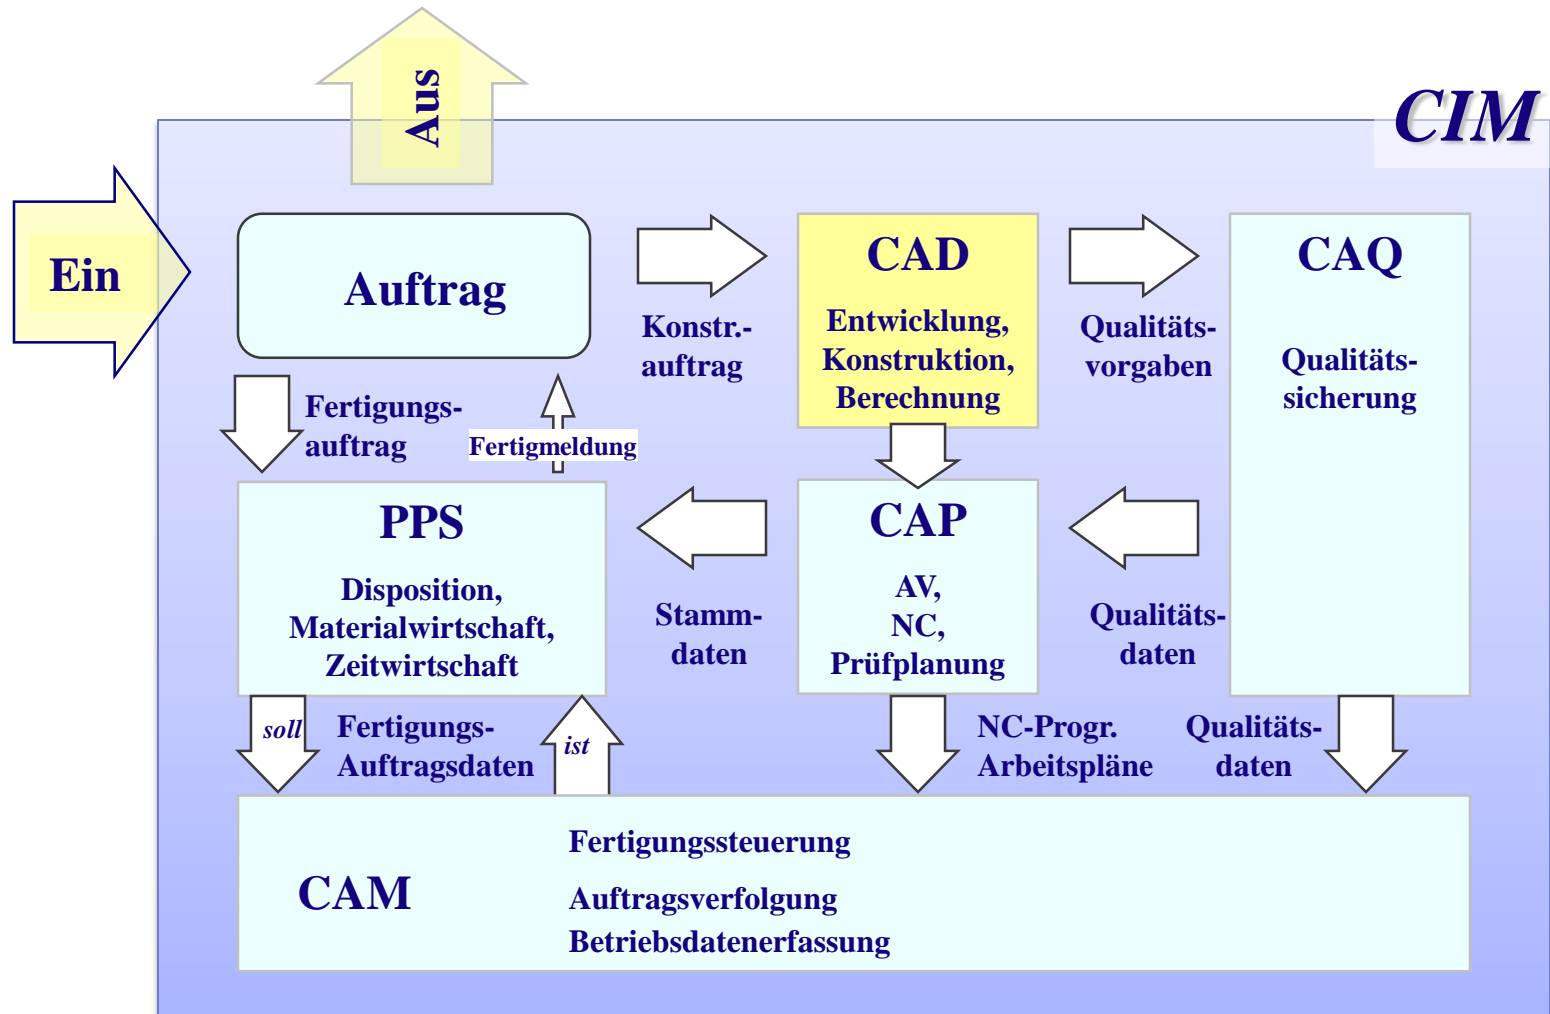 Aus
CIM
Ein
Auftrag
Konstr.-
auftrag
CAD
Entwicklung,
Konstruktion,
Berechnung
Qualitäts-
vorgaben
CAQ
Qualitäts-
sicherung
Fertigungs-
auftrag
Fertigmeldung
PPS
Disposition,
Materialwirtschaft,
Zeitwirtschaft
Stamm-
daten
CAP
AV,
NC,
Prüfplanung
Qualitäts-
daten
soll
Fertigungs-
Auftragsdaten
ist
NC-Progr.
Arbeitspläne
Qualitäts-
daten
CAM
Fertigungssteuerung
Auftragsverfolgung
Betriebsdatenerfassung